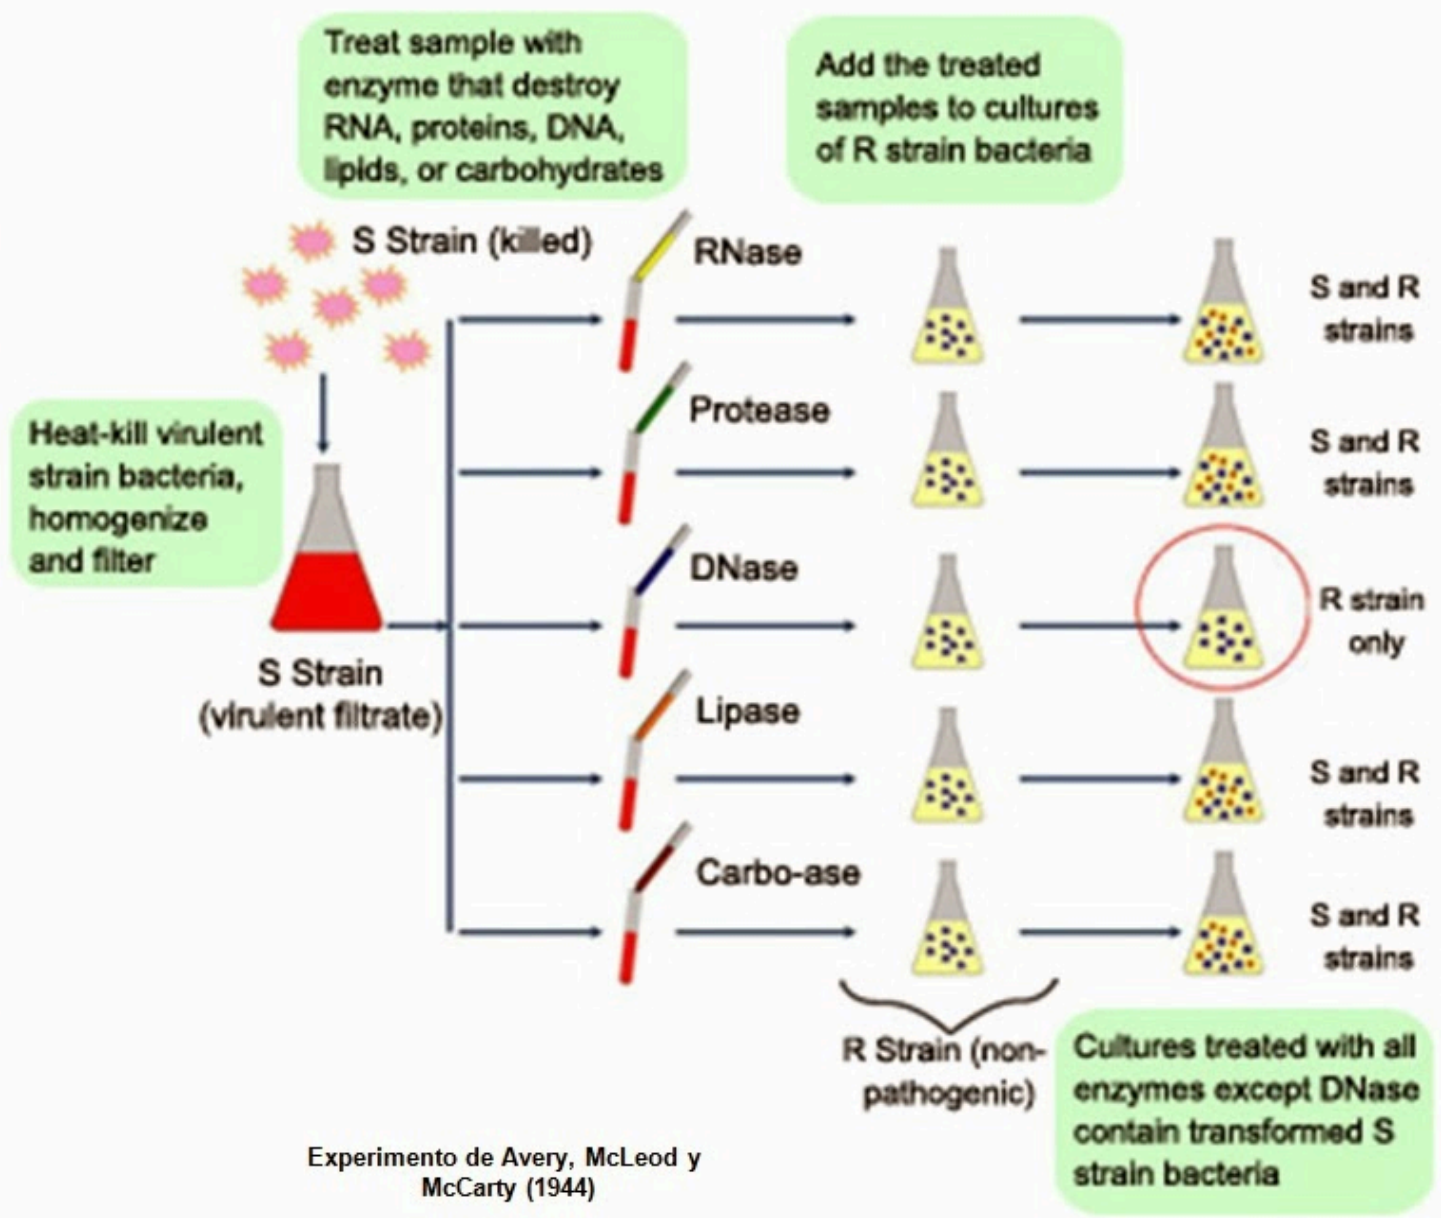 Treat sample with
enzyme that destroy
RNA, proteins, DNA,
lipids, or carbohydrates
Add the treated
samples to cultures
of R strain bacteria
S Strain (killed)
Heat-kill virulent
strain bacteria,
homogenize
and filter
S Strain
(virulent filtrate)
RNase
S and R
strains
Protease
S and R
strains
DNase
R strain
only
Lipase
S and R
strains
Carbo-ase
S and R
strains
R Strain (non-
pathogenic)
Cultures treated with all
enzymes except DNase
contain transformed S
strain bacteria
Experimento de Avery, McLeod y
McCarty (1944)